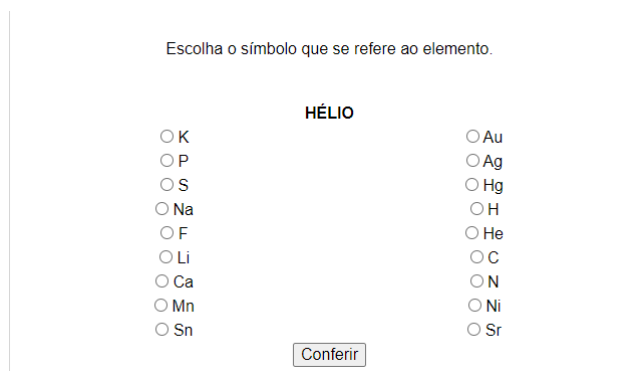 Escolha o símbolo que se refere ao elemento.
HÉLIO
K
Au
P
Ag
S
Hg
Na
H
F
He
Li
C
Ca
N
Mn
Ni
Sn
Sr
Conferir